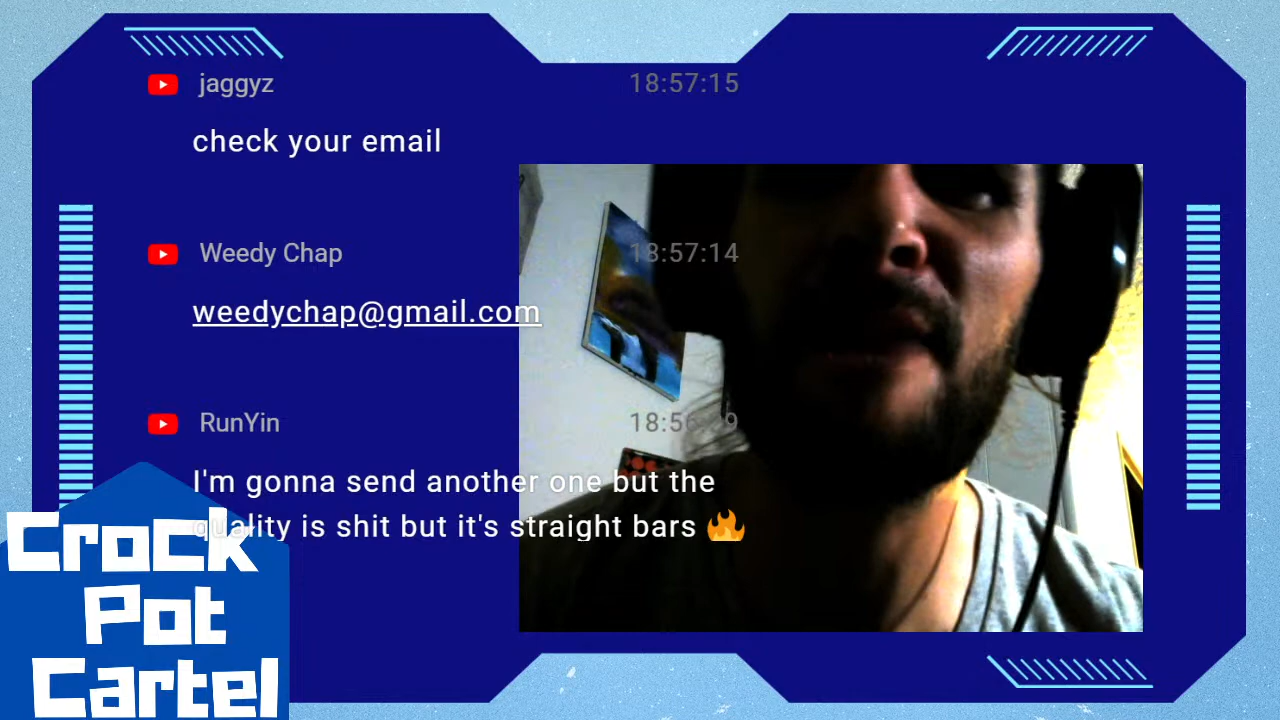 jaggyz 18:57:15
check your email
Weedy Chap 18:57:14
weedychap@gmail.com
RunYin
I'm gonna send another one but the
quality is shit but it's straight bars 🔥
Crock
Pot
Cartel